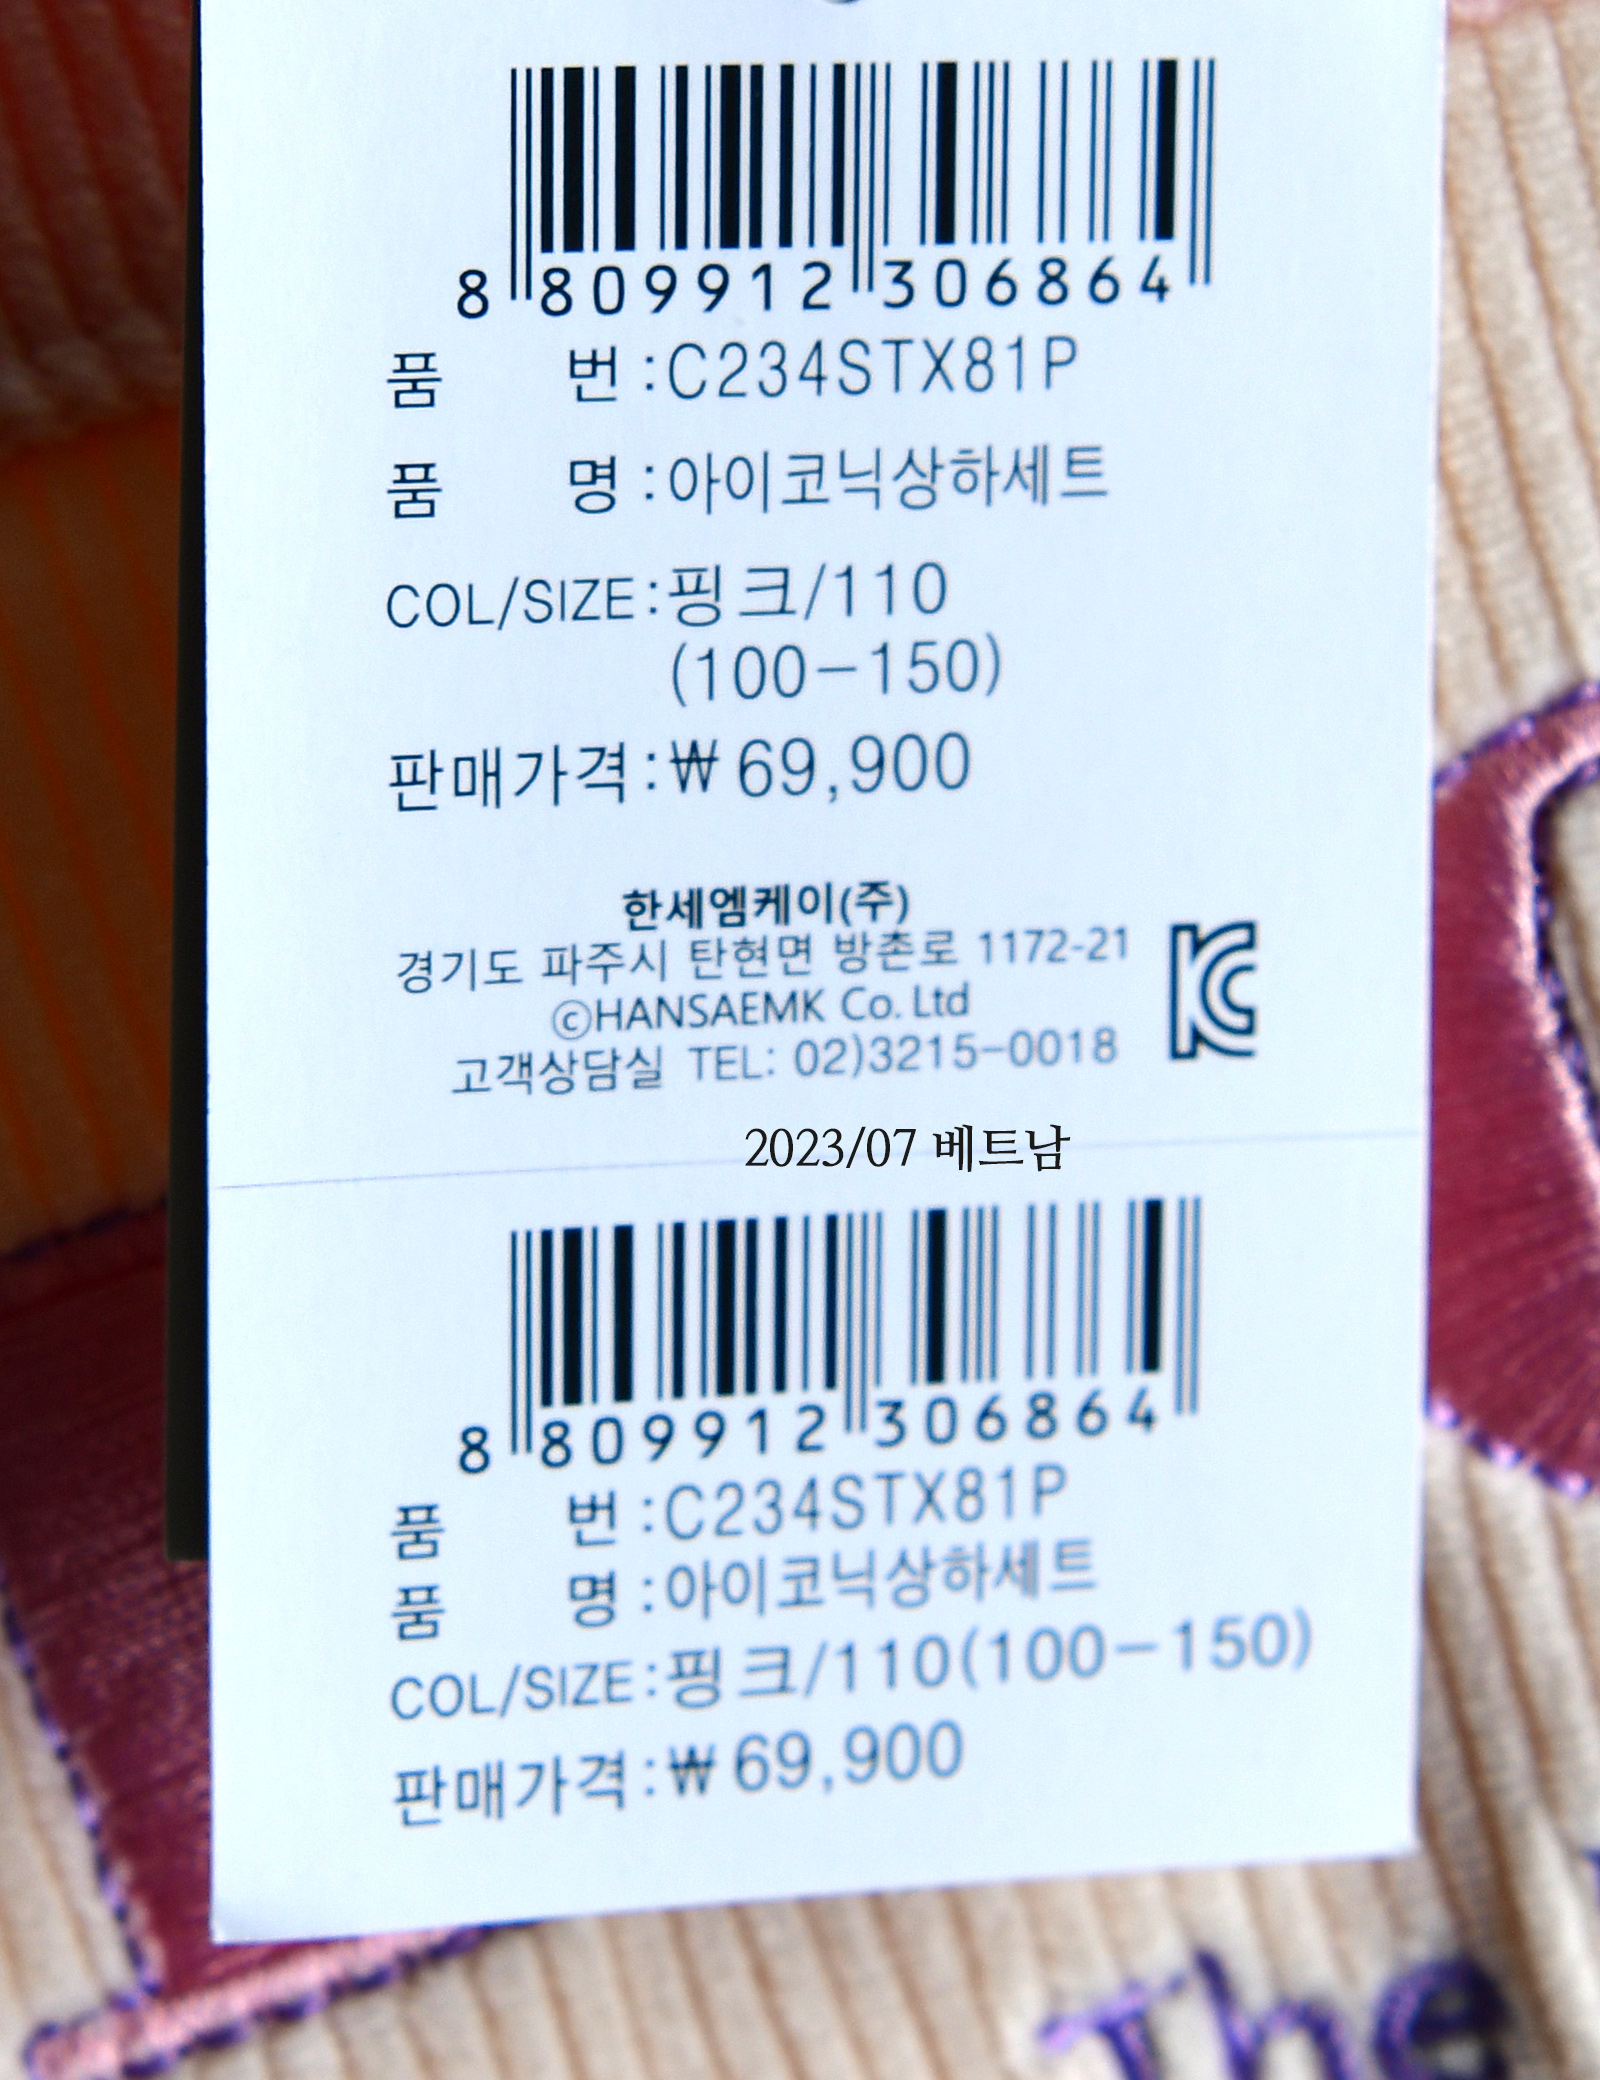 8 809912 306864
품 번 :C234STX81P
품 명 :아이코닉상하세트
COL/SIZE:핑크/110
(100-150)
판매가격:₩69,900
한세엠케이(주)
경기도 파주시 탄현면 방촌로 1172-21
ⓒHANSAEMK Co. Ltd
고객상담실 TEL: 02)3215-0018
2023/07 베트남
8 809912 306864
품 번 :C234STX81P
품 명 :아이코닉상하세트
COL/SIZE:핑크/110(100-150)
판매가격:₩69,900
The